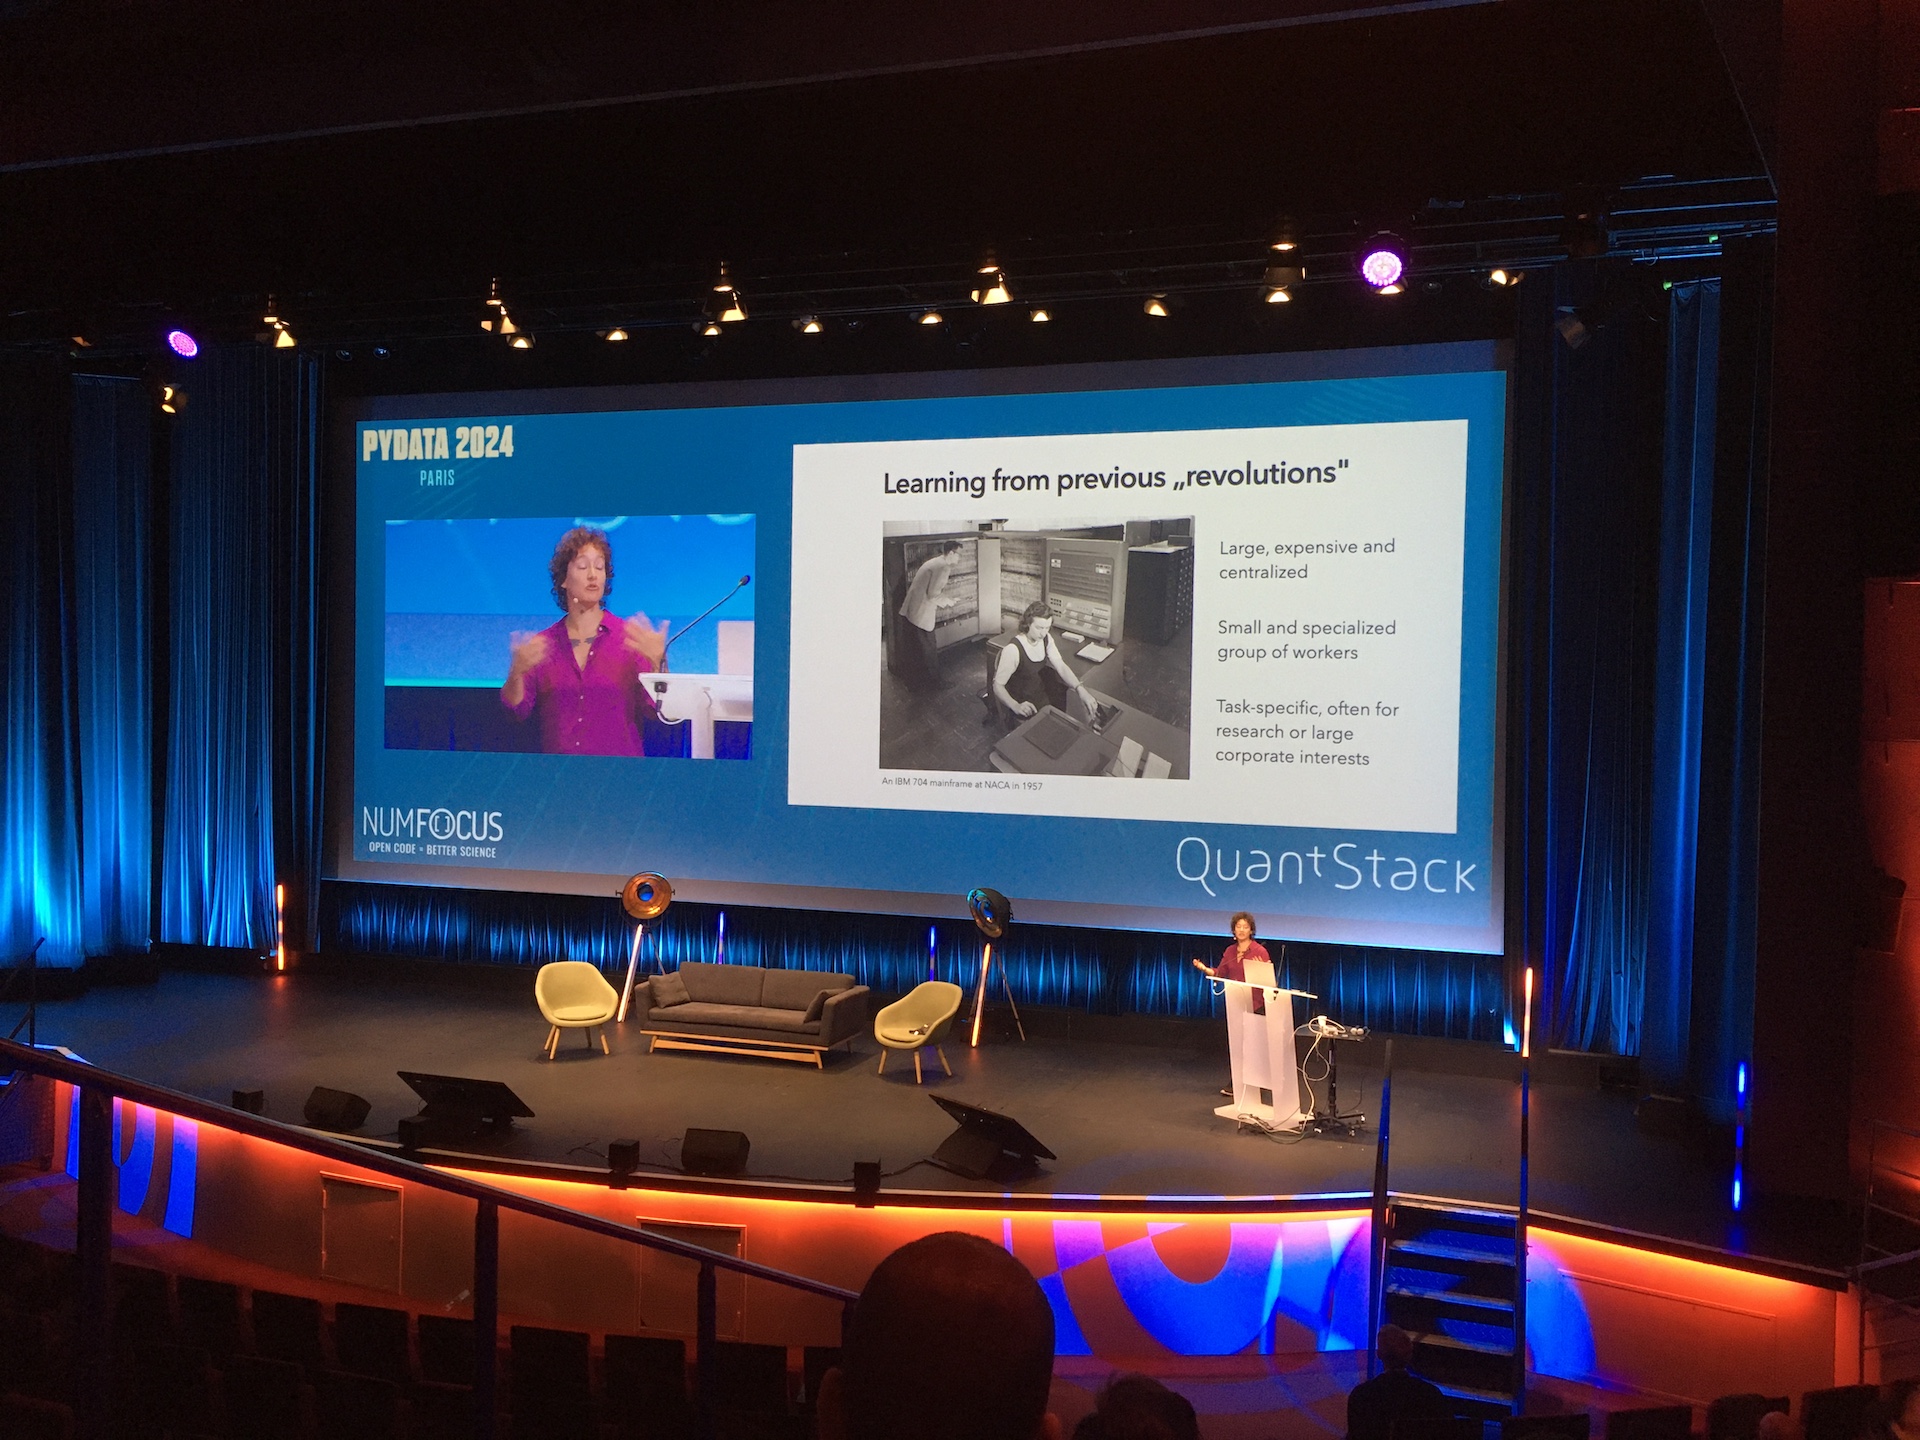 PYDATA 2024
PARIS
Learning from previous „revolutions"
Large, expensive and
centralized
Small and specialized
group of workers
Task-specific, often for
research or large
corporate interests
An IBM 704 mainframe at NACA in 1957
NUMFOCUS
OPEN CODE = BETTER SCIENCE
QuantStack